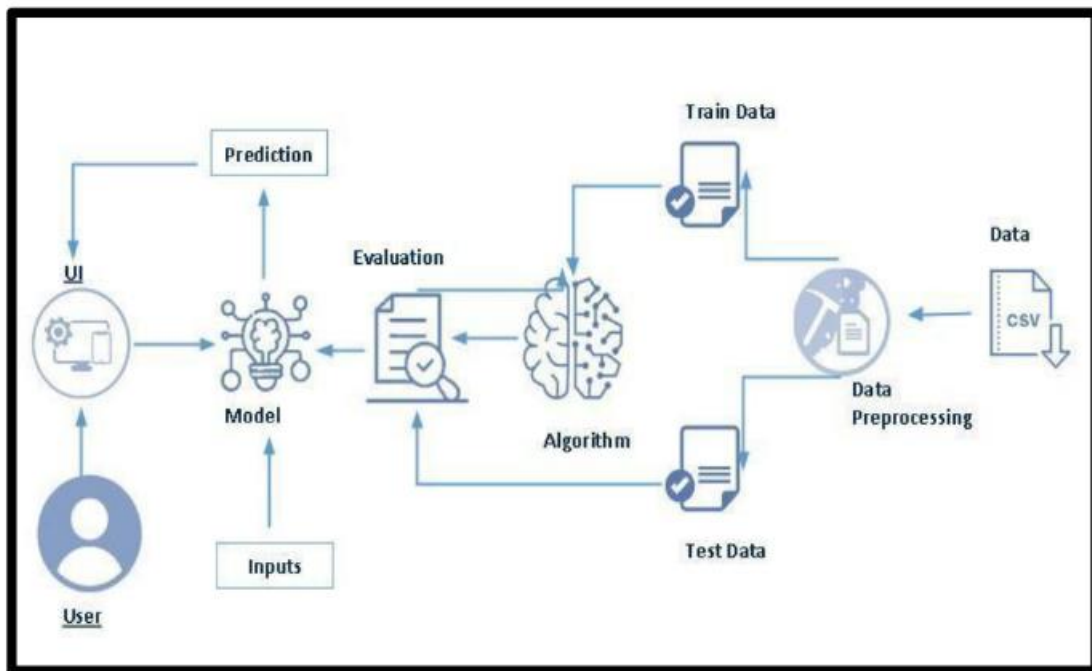 Train Data
Prediction
Data
Evaluation
UI
CSV
Data
Preprocessing
Model
Algorithm
Test Data
Inputs
User